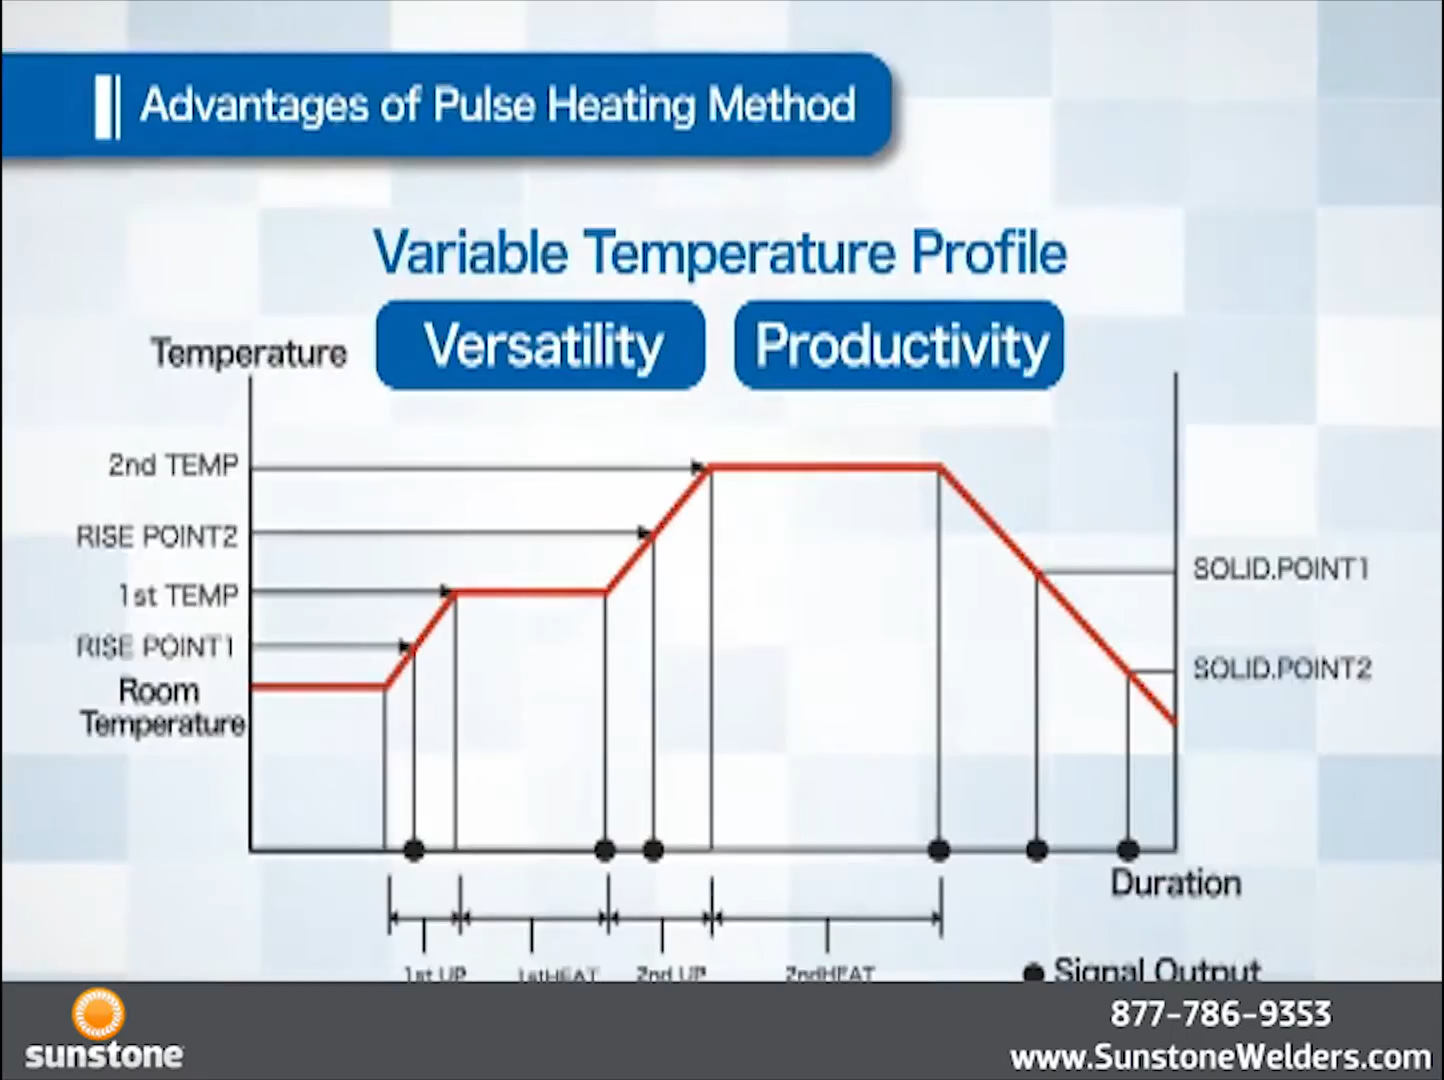 Advantages of Pulse Heating Method
Variable Temperature Profile
Versatility
Productivity
Temperature
2nd TEMP
RISE POINT2
1st TEMP
RISE POINT1
Room
Temperature
SOLID.POINT1
SOLID.POINT2
Duration
1st UP
1stHEAT
2nd UP
2ndHEAT
Signal Output
sunstone
877-786-9353
www.SunstoneWelders.com